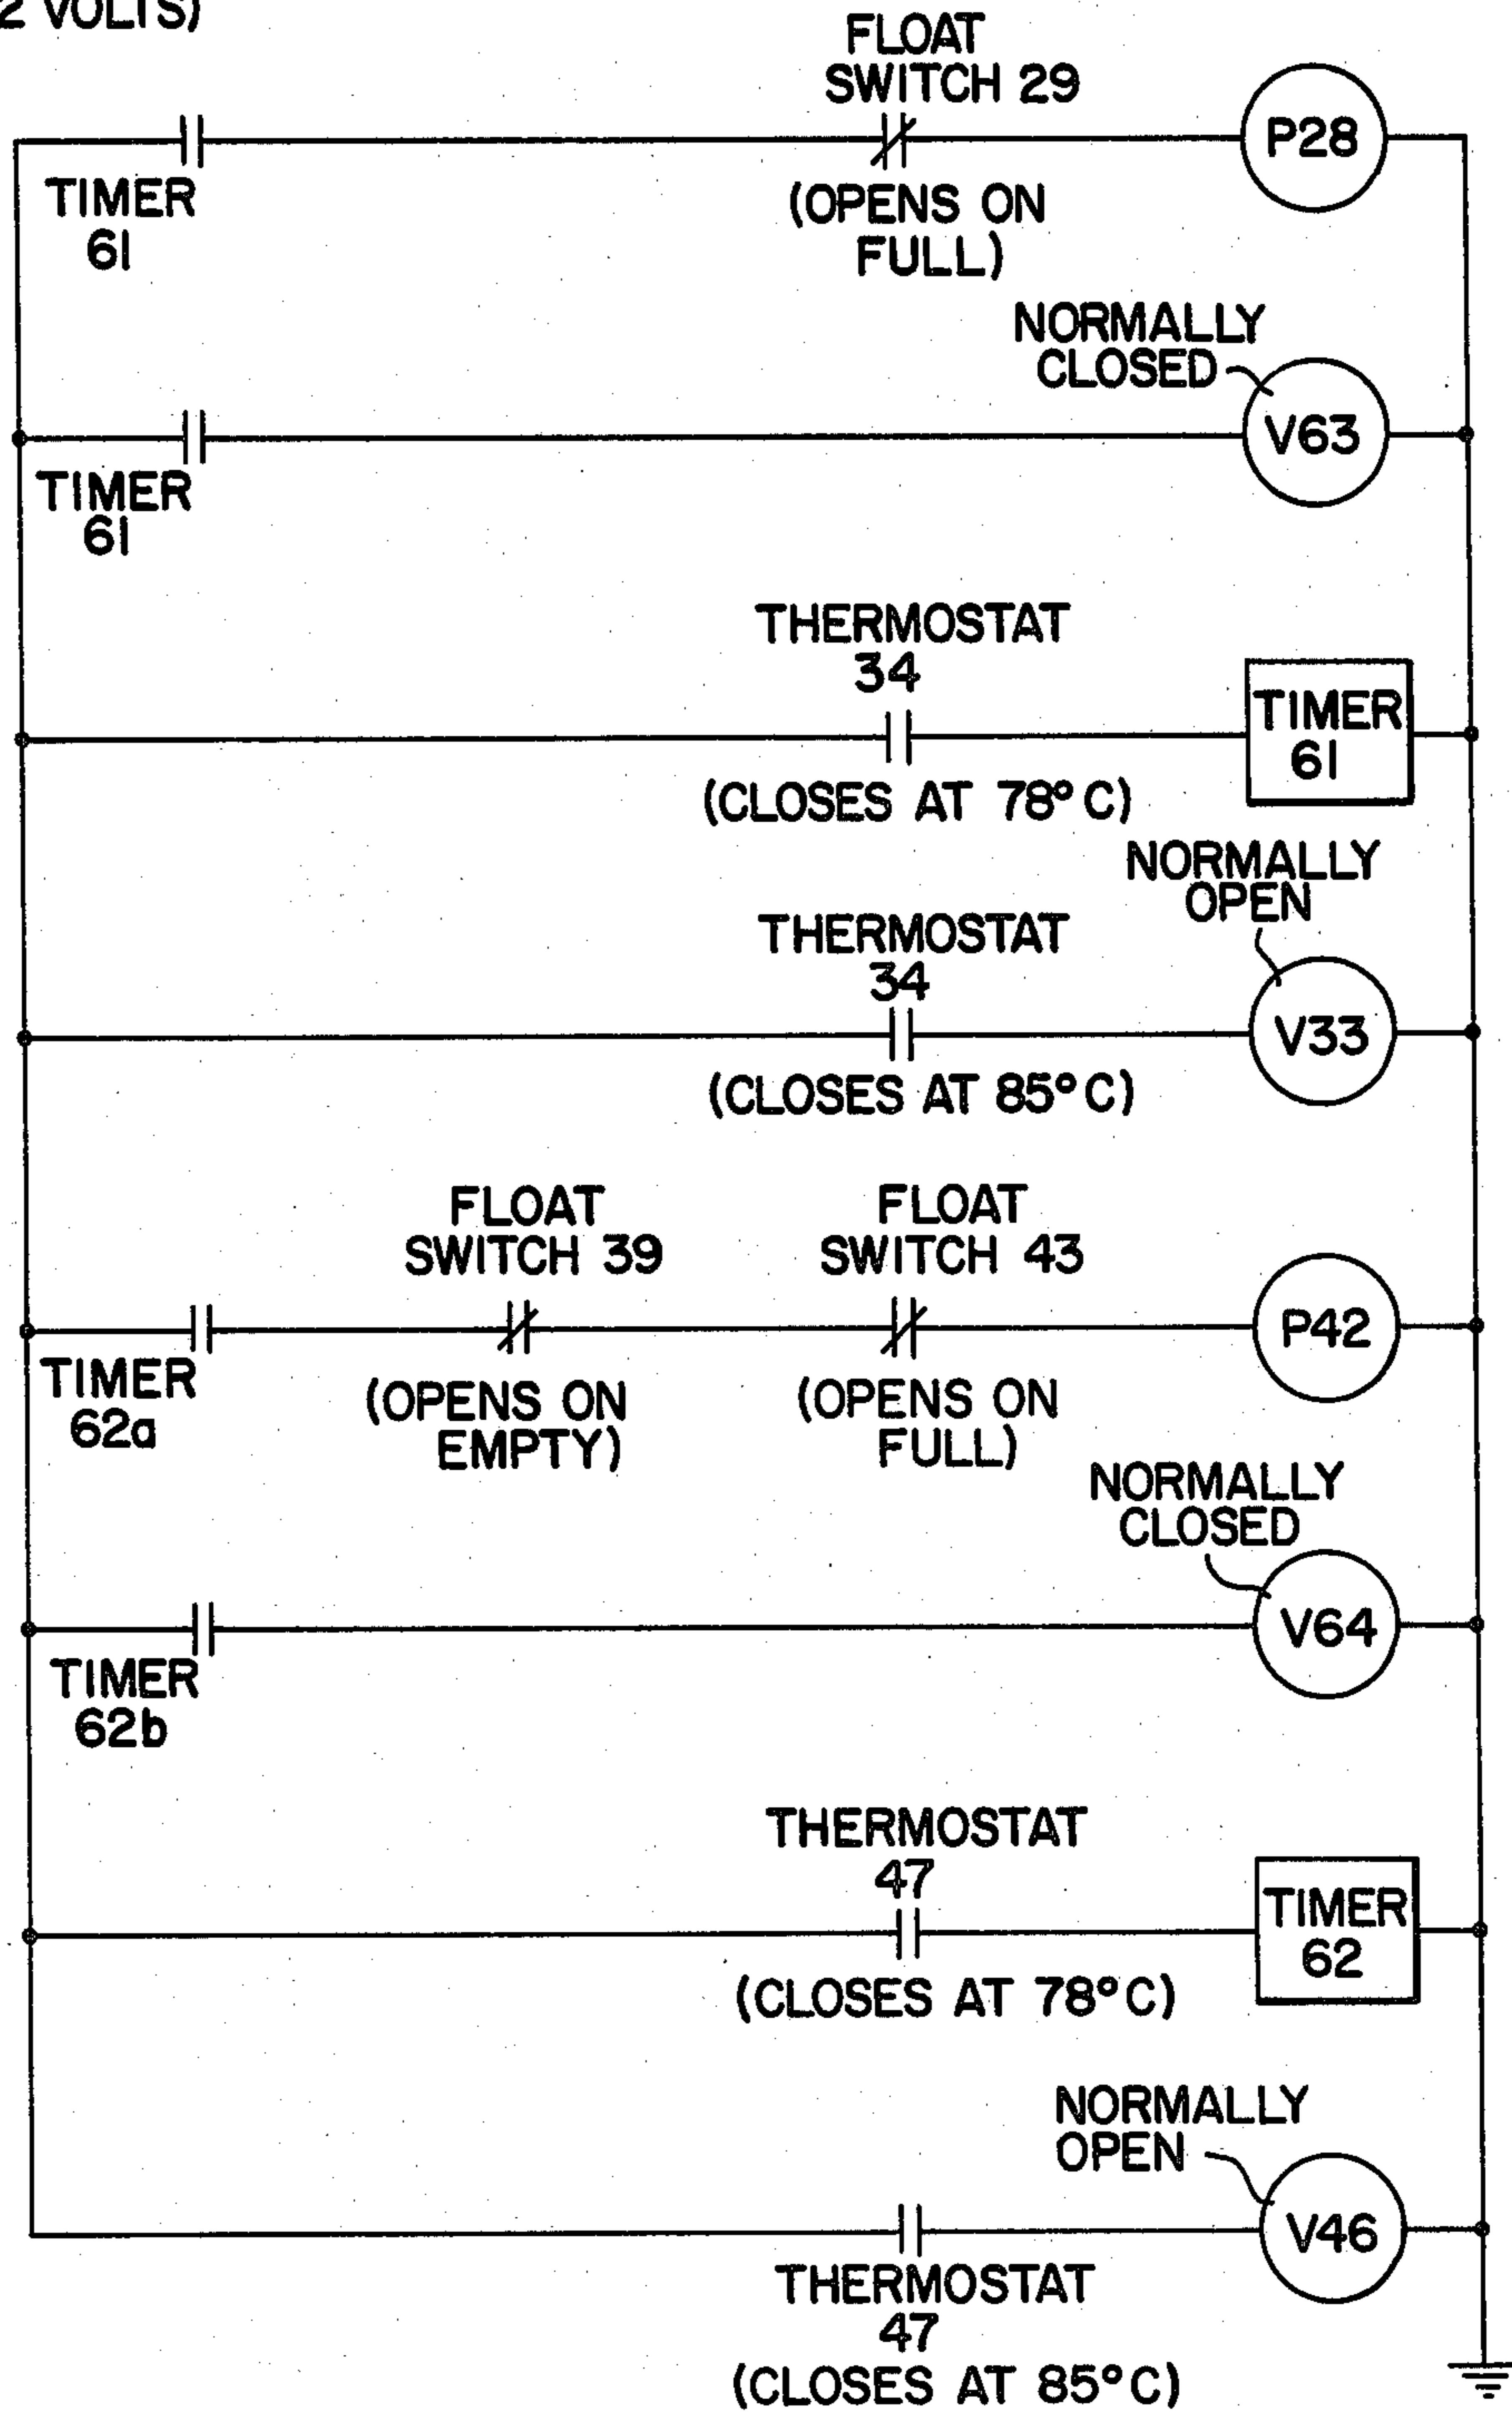 2 VOLTS)
FLOAT
SWITCH 29
P28
TIMER
61
(OPENS ON
FULL)
NORMALLY
CLOSED
V63
TIMER
61
THERMOSTAT
34
TIMER
61
(CLOSES AT 78°C)
NORMALLY
OPEN
THERMOSTAT
34
V33
(CLOSES AT 85°C)
FLOAT
SWITCH 39
FLOAT
SWITCH 43
P42
TIMER
62a
(OPENS ON
EMPTY)
(OPENS ON
FULL)
NORMALLY
CLOSED
V64
TIMER
62b
THERMOSTAT
47
TIMER
62
(CLOSES AT 78°C)
NORMALLY
OPEN
V46
THERMOSTAT
47
(CLOSES AT 85°C)